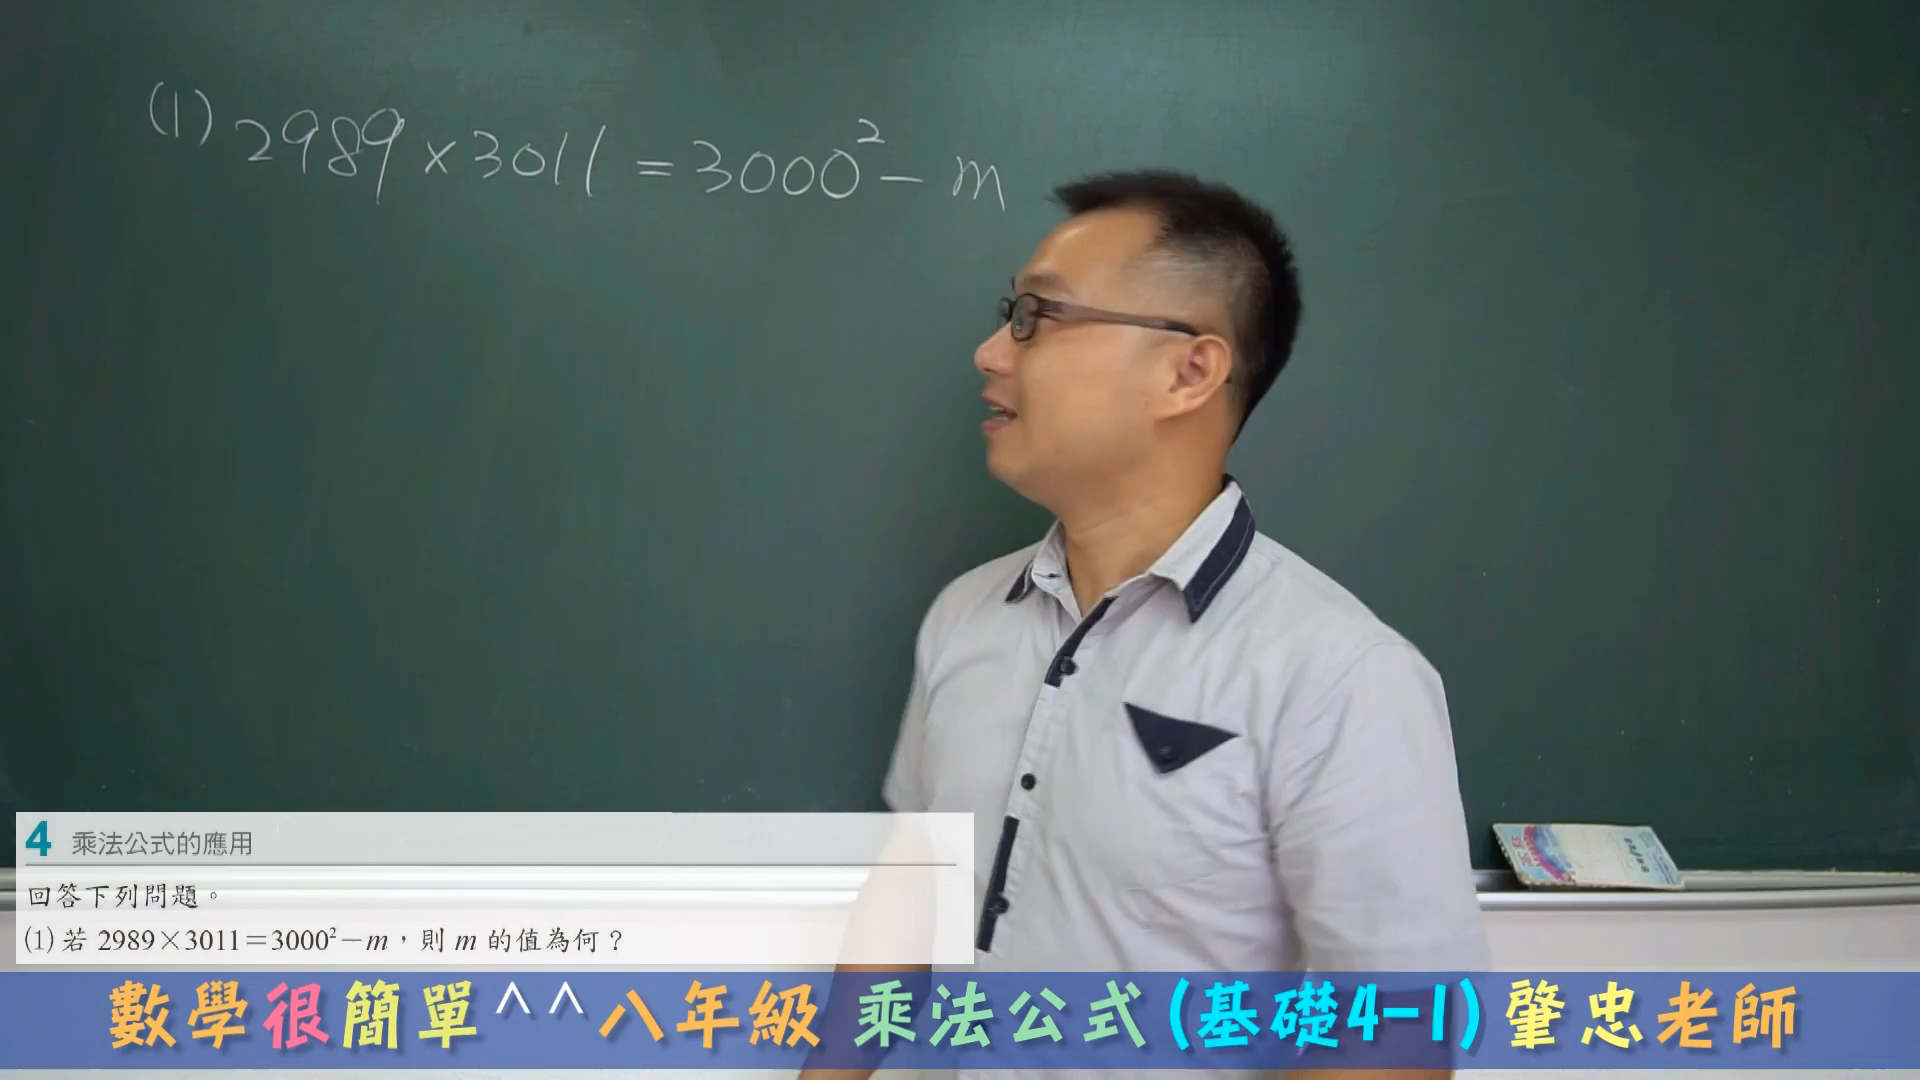 (1) 2989×3011=3000²-m
4 乘法公式的應用
回答下列問題。
⑴若 2989×3011=3000²-m,則 m 的值為何?
數學很簡單^^八年級 乘法公式(基礎4-1)肇忠老師